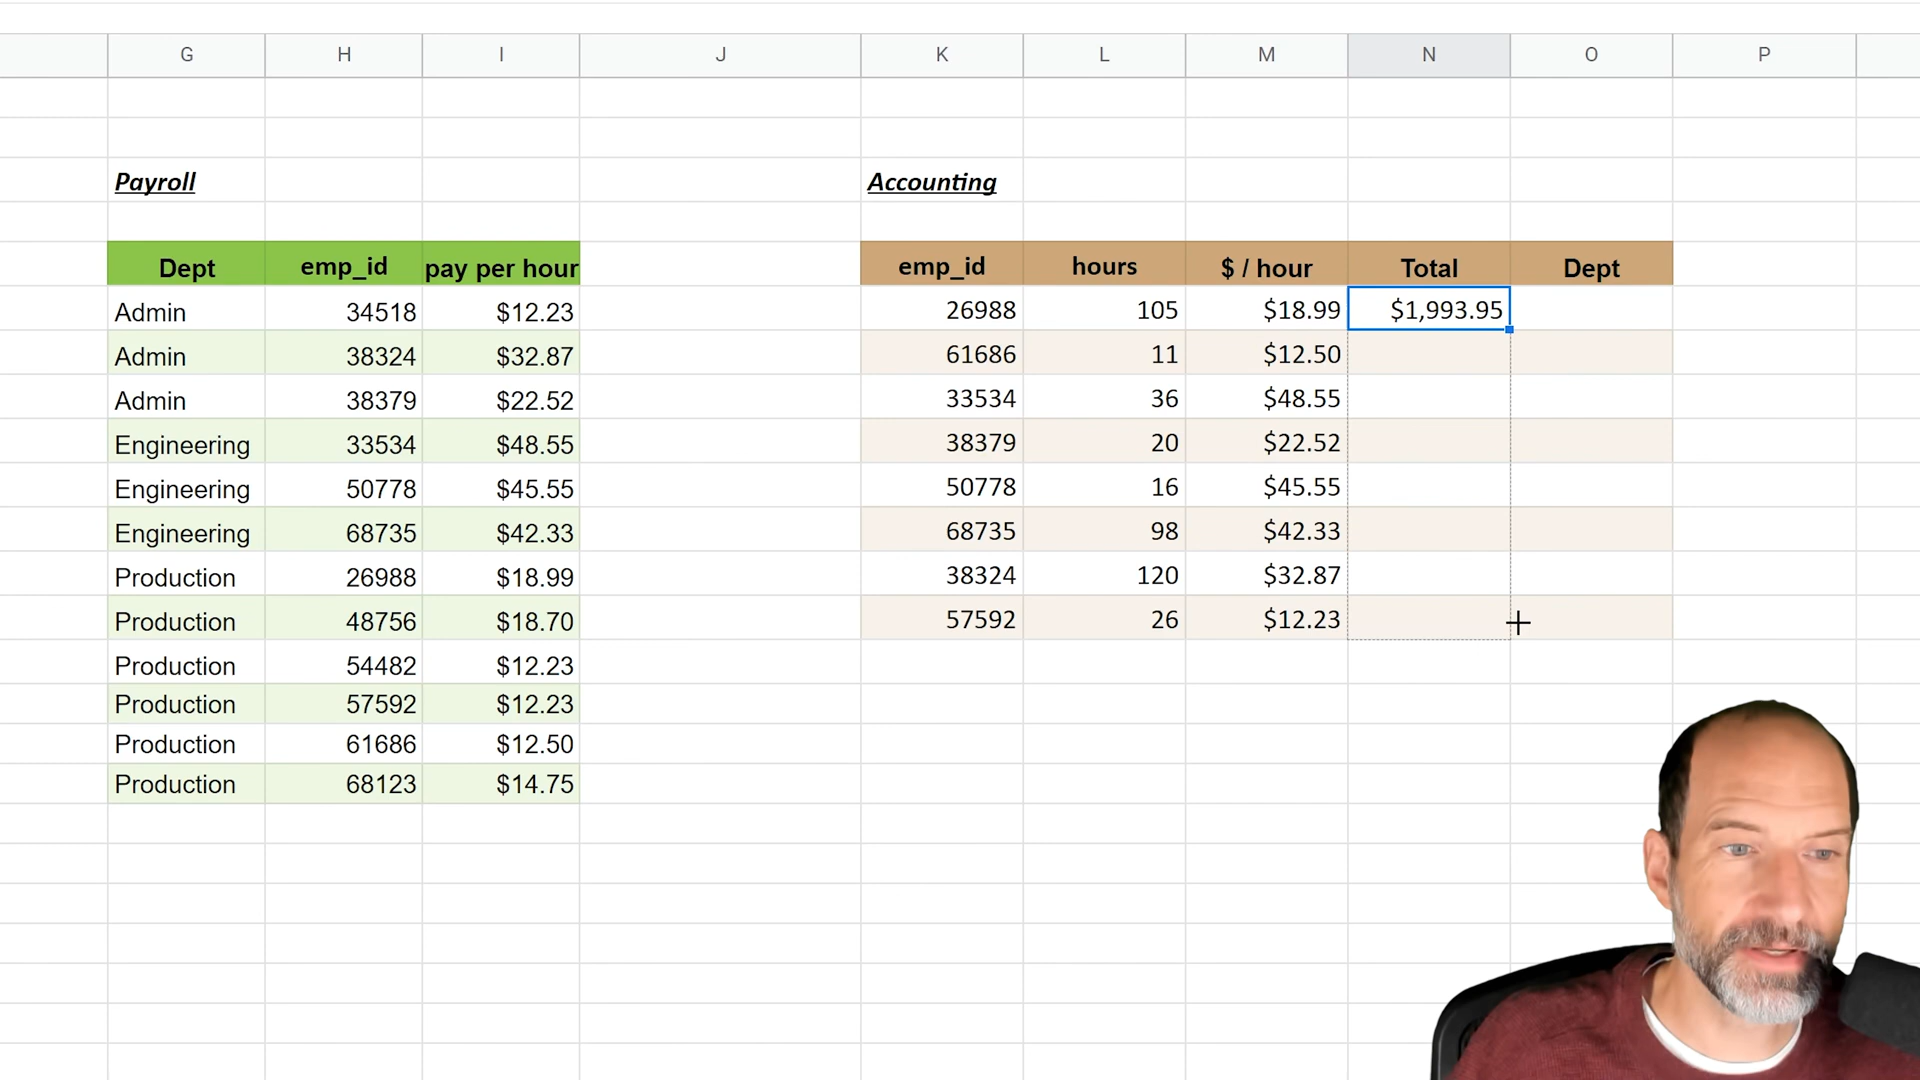 G H I J K L M N O P
Payroll Accounting
Dept emp_id pay per hour emp_id hours $ / hour Total Dept
Admin 34518 $12.23 26988 105 $18.99 $1,993.95
Admin 38324 $32.87 61686 11 $12.50
Admin 38379 $22.52 33534 36 $48.55
Engineering 33534 $48.55 38379 20 $22.52
Engineering 50778 $45.55 50778 16 $45.55
Engineering 68735 $42.33 68735 98 $42.33
Production 26988 $18.99 38324 120 $32.87
Production 48756 $18.70 57592 26 $12.23
Production 54482 $12.23
Production 57592 $12.23
Production 61686 $12.50
Production 68123 $14.75